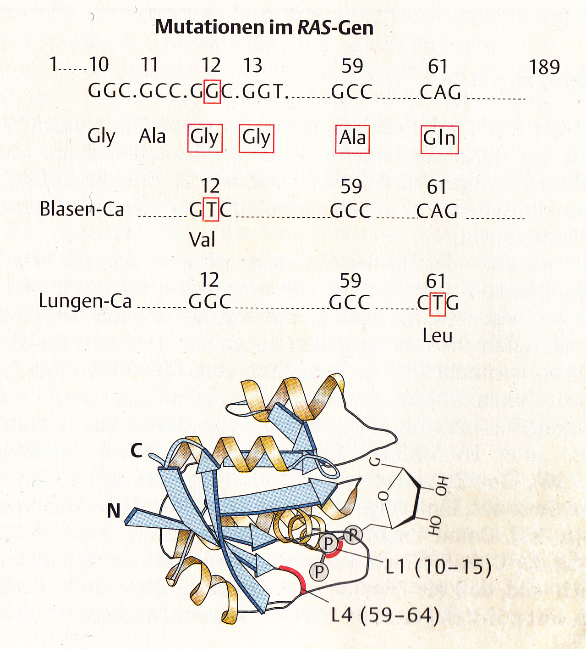 Mutationen im RAS-Gen
1......10 11 12 13 59 61 189
GGC.GCC.GGC.GGT......GCC.......CAG..............
Gly Ala Gly Gly Ala Gln
12 59 61
Blasen-Ca ............GTC......................GCC........CAG
Val
12 59 61
Lungen-Ca ............GGC......................GCC........CTG
Leu
G
C
O
OH
HO
N
P P
P
L1 (10–15)
L4 (59–64)